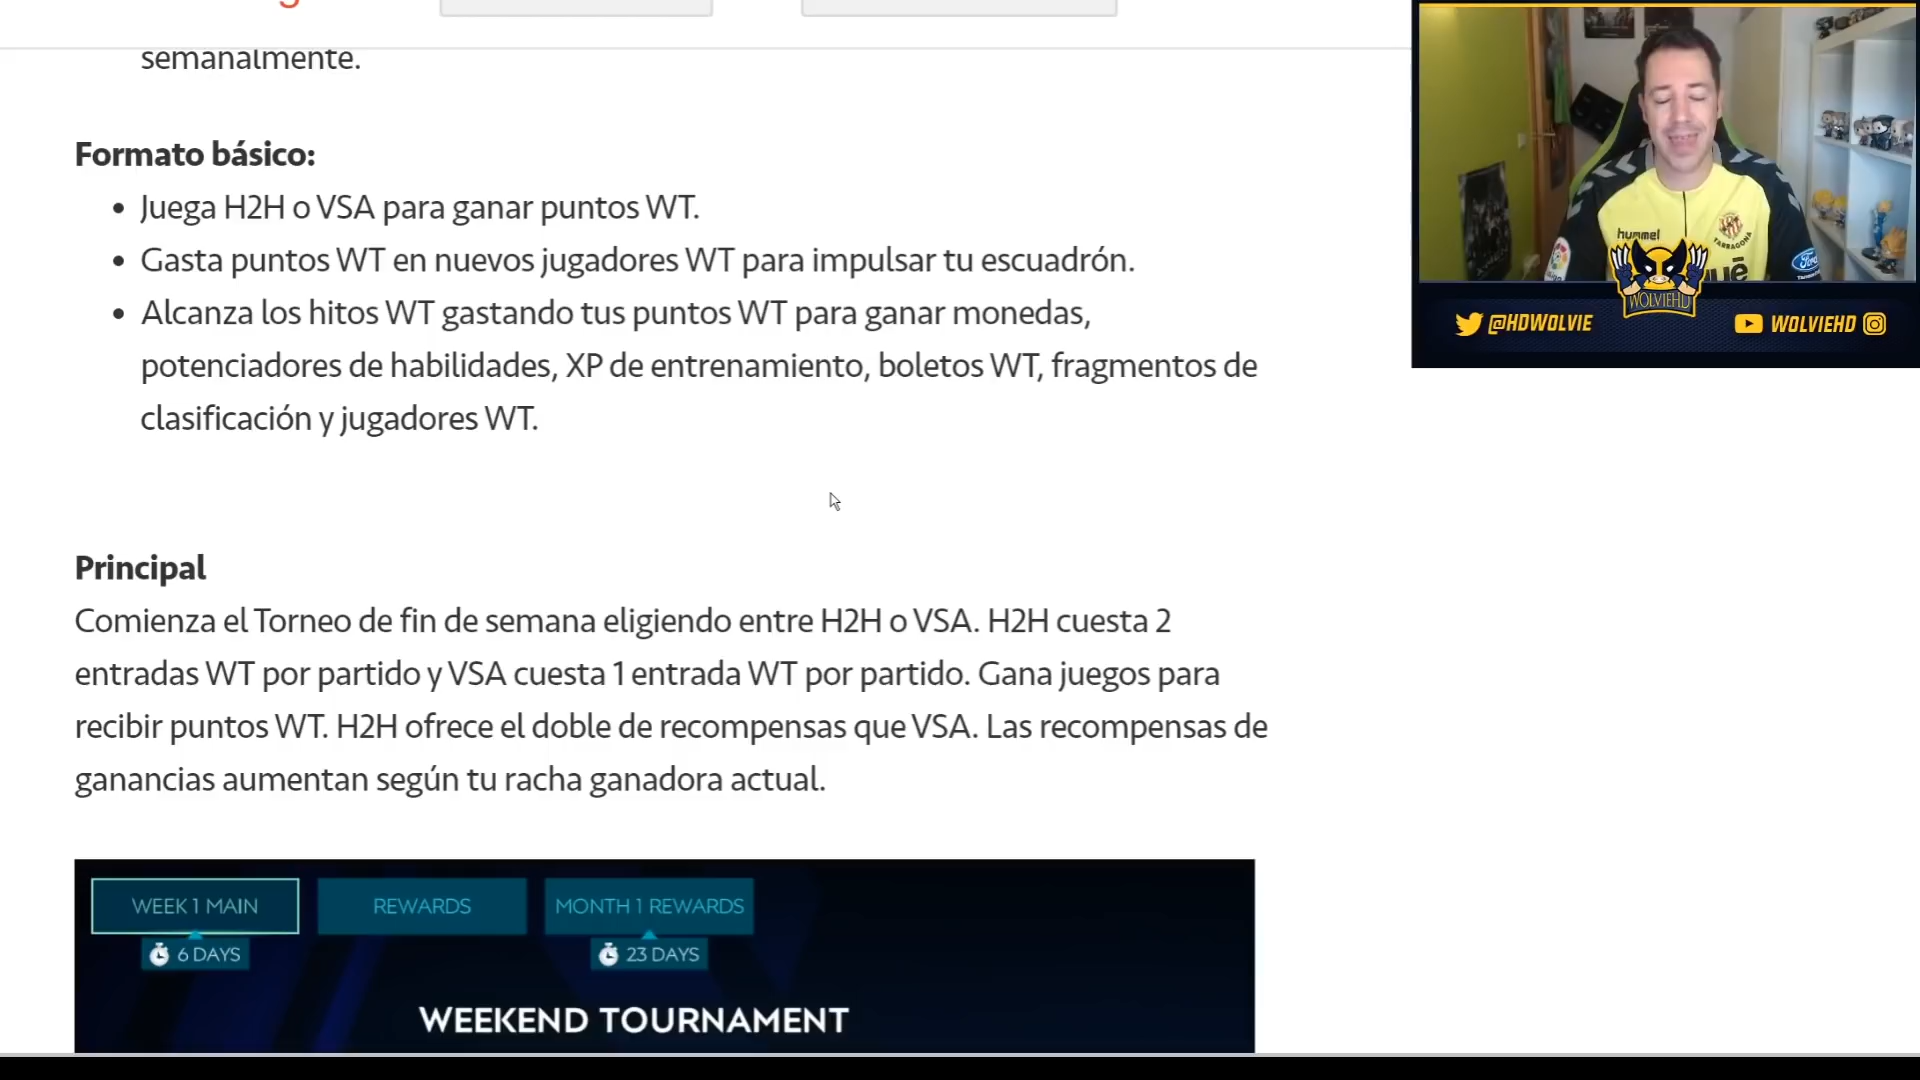 semanalmente.
Formato básico:
• Juega H2H o VSA para ganar puntos WT.
• Gasta puntos WT en nuevos jugadores WT para impulsar tu escuadrón.
• Alcanza los hitos WT gastando tus puntos WT para ganar monedas,
potenciadores de habilidades, XP de entrenamiento, boletos WT, fragmentos de
clasificación y jugadores WT.
Principal
Comienza el Torneo de fin de semana eligiendo entre H2H o VSA. H2H cuesta 2
entradas WT por partido y VSA cuesta 1 entrada WT por partido. Gana juegos para
recibir puntos WT. H2H ofrece el doble de recompensas que VSA. Las recompensas de
ganancias aumentan según tu racha ganadora actual.
WEEK 1 MAIN
REWARDS
MONTH 1 REWARDS
6 DAYS
23 DAYS
WEEKEND TOURNAMENT
hummel
TARRAGONA
Ford
WOLVIEHD
@HDWOLVIE
WOLVIEHD